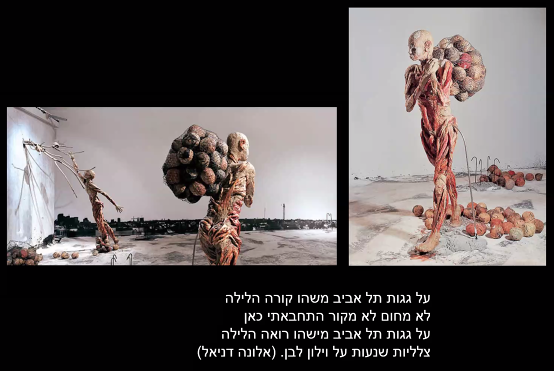 על גגות תל אביב משהו קורה הלילה
לא מחום לא מקור התחבאתי כאן
על גגות תל אביב מישהו רואה הלילה
צלליות שנעות על וילון לבן. (אלונה דניאל)